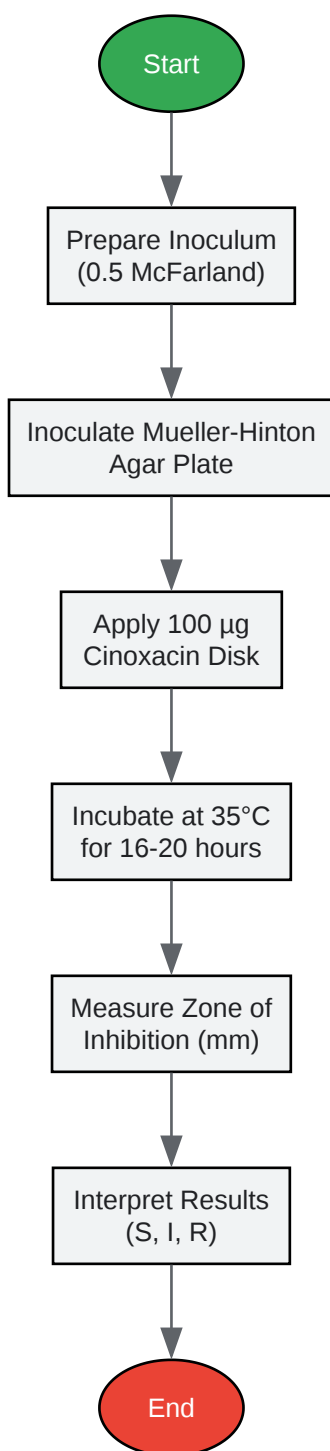 Start
Prepare Inoculum
(0.5 McFarland)
Inoculate Mueller-Hinton
Agar Plate
Apply 100 µg
Cinoxacin Disk
Incubate at 35°C
for 16-20 hours
Measure Zone of
Inhibition (mm)
Interpret Results
(S, I, R)
End